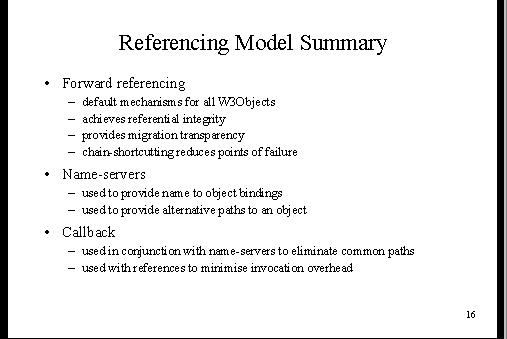 Referencing Model Summary
• Forward referencing
– default mechanisms for all W3Objects
– achieves referential integrity
– provides migration transparency
– chain-shortcutting reduces points of failure
• Name-servers
– used to provide name to object bindings
– used to provide alternative paths to an object
• Callback
– used in conjunction with name-servers to eliminate common paths
– used with references to minimise invocation overhead
16